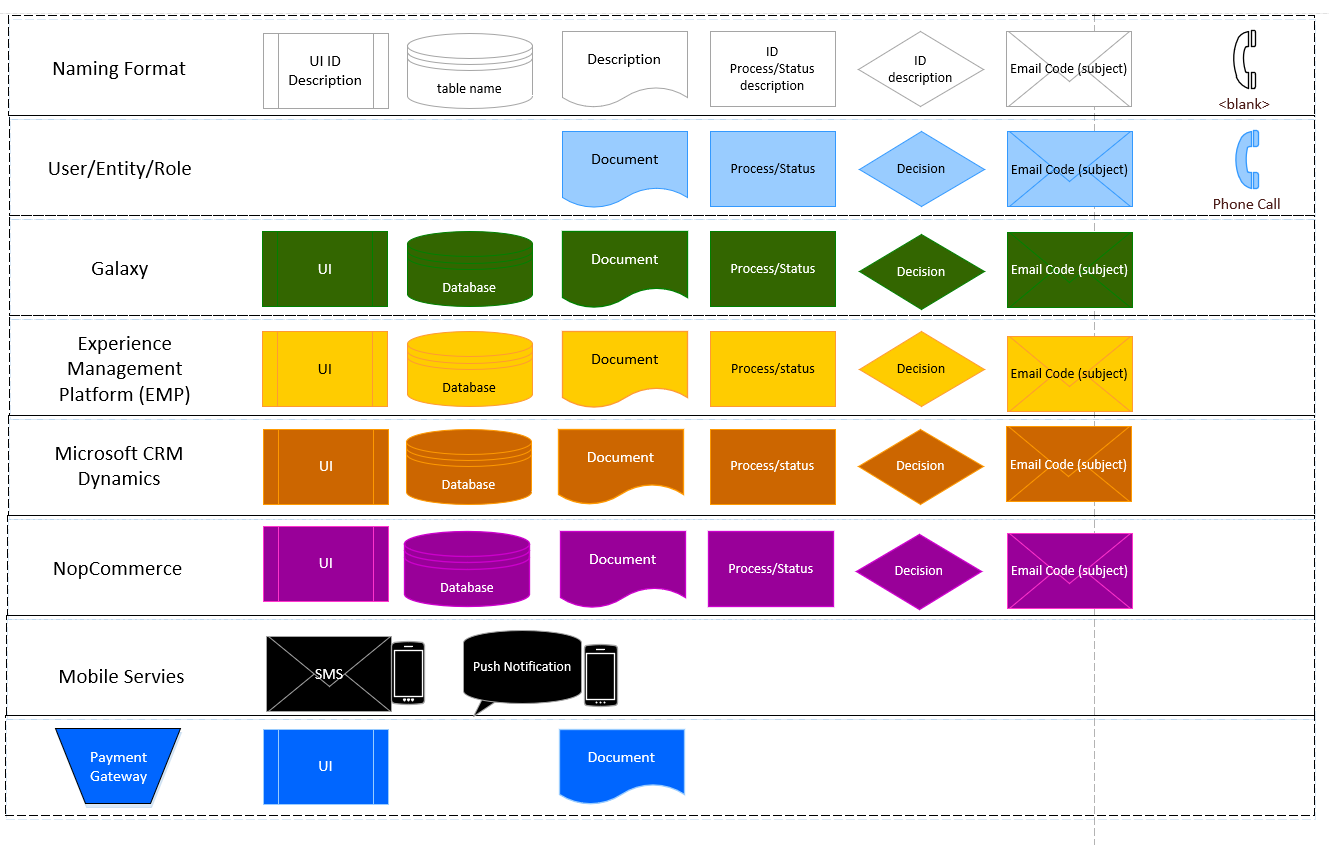 Naming Format
UI ID
Description
table name
Description
ID
Process/Status
description
ID
description
Email Code (subject)
<blank>
User/Entity/Role
Document
Process/Status
Decision
Email Code (subject)
Phone Call
Galaxy
UI
Database
Document
Process/Status
Decision
Email Code (subject)
Experience
Management
Platform (EMP)
UI
Database
Document
Process/status
Decision
Email Code (subject)
Microsoft CRM
Dynamics
UI
Database
Document
Process/status
Decision
Email Code (subject)
NopCommerce
UI
Database
Document
Process/Status
Decision
Email Code (subject)
Mobile Servies
SMS
Push Notification
Payment
Gateway
UI
Document